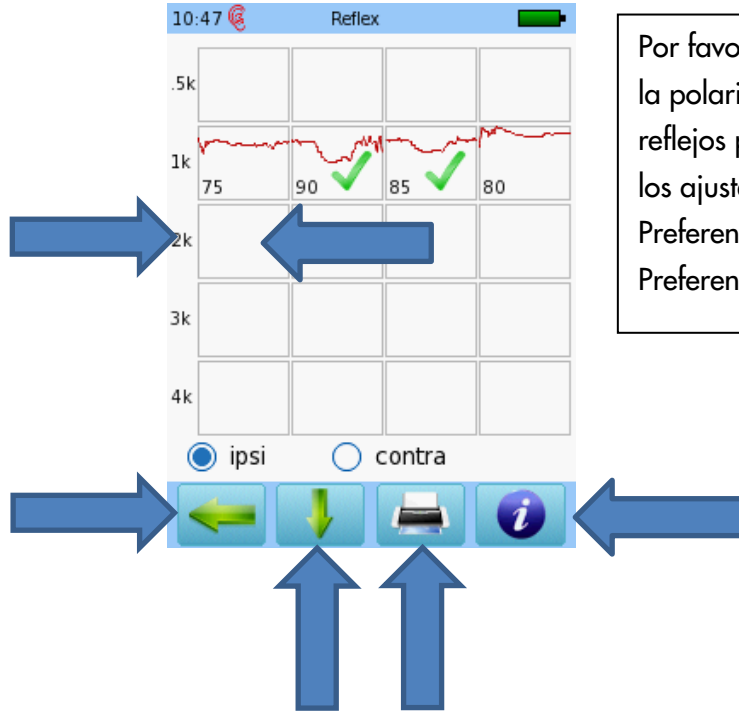 10:47 Reflex
.5k
1k
75 90 85 80
2k
3k
4k
ipsi contra
i
Por favo
la polari
reflejos p
los ajust
Preferen
Preferen